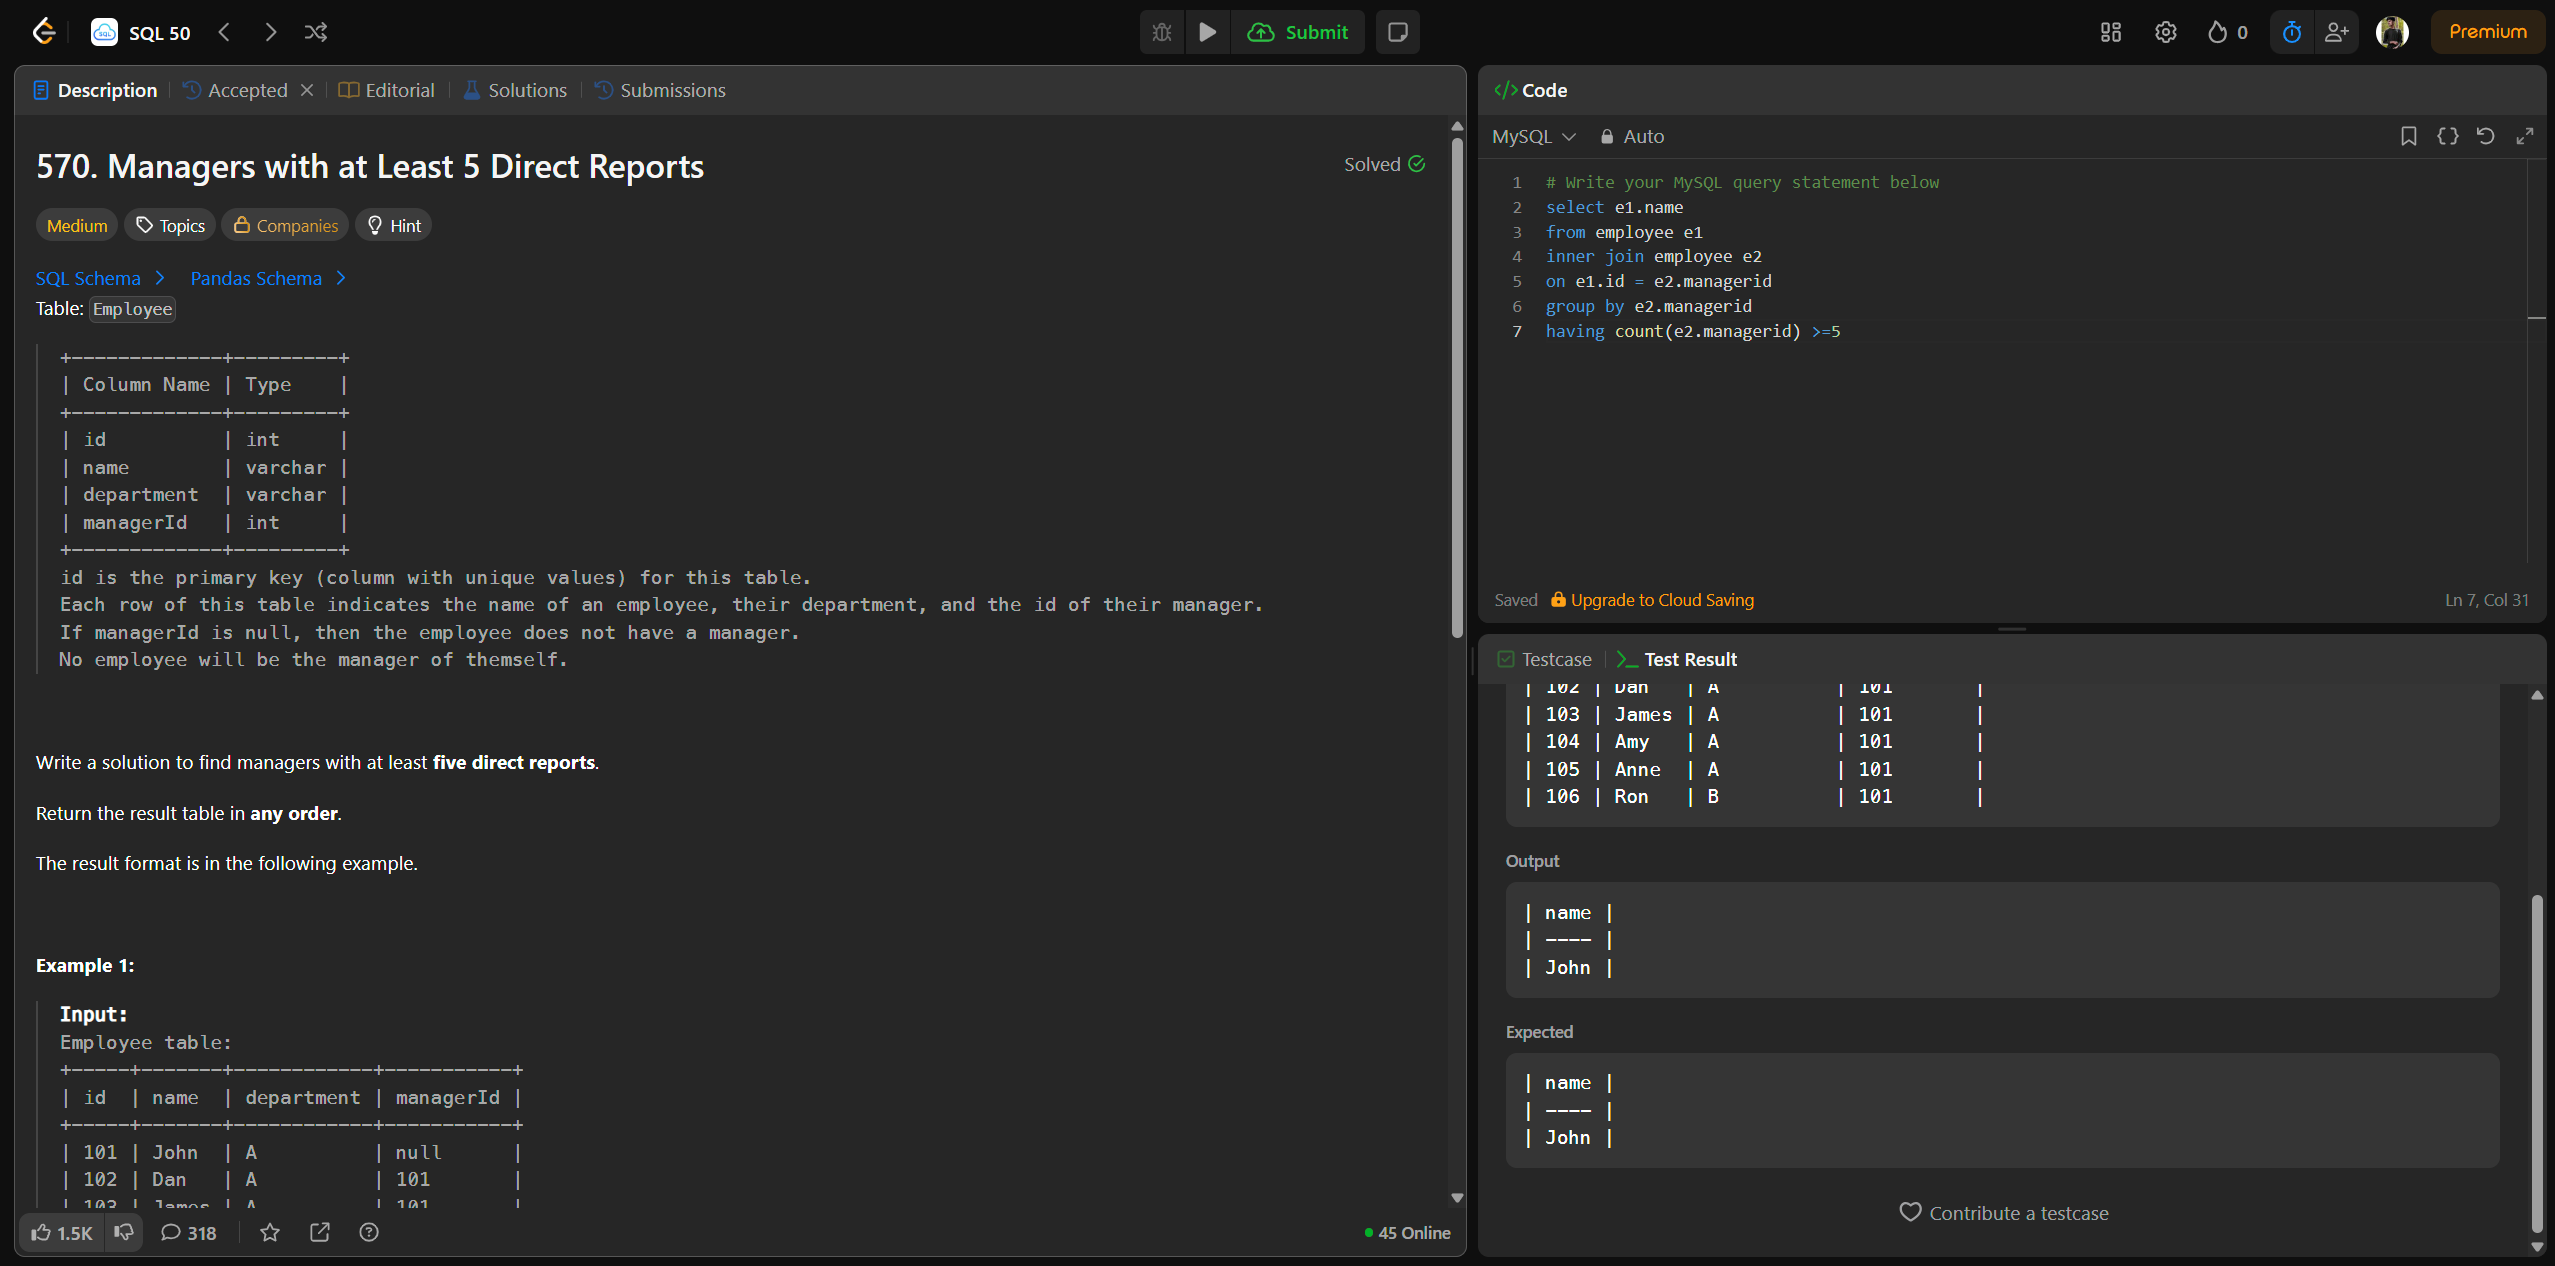 SQL 50
Submit
0
Premium
Description
Accepted
Editorial
Solutions
Submissions
570. Managers with at Least 5 Direct Reports
Solved
Medium
Topics
Companies
Hint
SQL Schema
Pandas Schema
Table: Employee
+-------------+---------+
| Column Name | Type    |
+-------------+---------+
| id          | int     |
| name        | varchar |
| department  | varchar |
| managerId   | int     |
+-------------+---------+
id is the primary key (column with unique values) for this table.
Each row of this table indicates the name of an employee, their department, and the id of their manager.
If managerId is null, then the employee does not have a manager.
No employee will be the manager of themself.
Write a solution to find managers with at least five direct reports.
Return the result table in any order.
The result format is in the following example.
Example 1:
Input:
Employee table:
+-----+-------+------------+-----------+
| id  | name  | department | managerId |
+-----+-------+------------+-----------+
| 101 | John  | A          | null      |
| 102 | Dan   | A          | 101       |
| 103 | James | A          | 101       |
1.5K
318
45 Online
</> Code
MySQL
Auto
1 # Write your MySQL query statement below
2 select e1.name
3 from employee e1
4 inner join employee e2
5 on e1.id = e2.managerid
6 group by e2.managerid
7 having count(e2.managerid) >=5
Saved
Upgrade to Cloud Saving
Ln 7, Col 31
Testcase
Test Result
| 102 | Dan   | A          | 101       |
| 103 | James | A          | 101       |
| 104 | Amy   | A          | 101       |
| 105 | Anne  | A          | 101       |
| 106 | Ron   | B          | 101       |
Output
| name |
| ---- |
| John |
Expected
| name |
| ---- |
| John |
Contribute a testcase